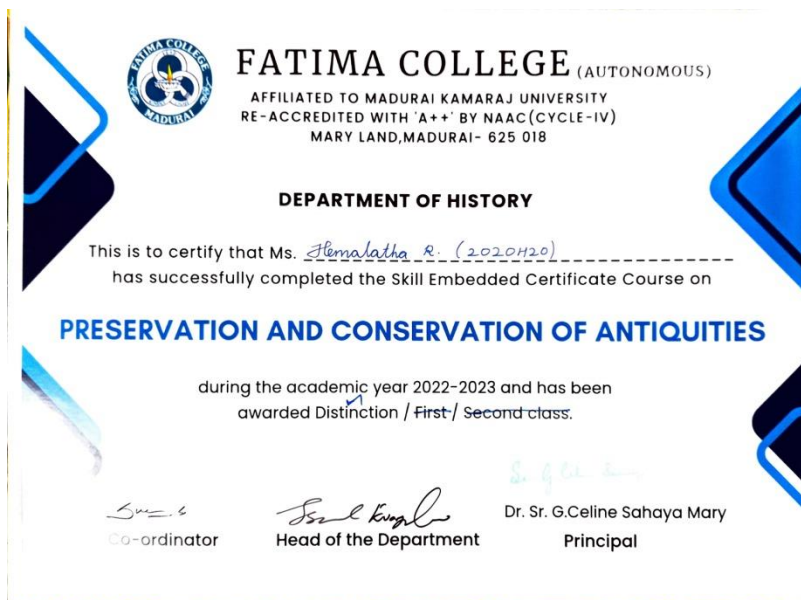 FATIMA COLLEGE
MADURAI
FATIMA COLLEGE (AUTONOMOUS)
AFFILIATED TO MADURAI KAMARAJ UNIVERSITY
RE-ACCREDITED WITH 'A++' BY NAAC(CYCLE-IV)
MARY LAND,MADURAI- 625 018
DEPARTMENT OF HISTORY
This is to certify that Ms. Hemalatha R. (2020H20)
has successfully completed the Skill Embedded Certificate Course on
PRESERVATION AND CONSERVATION OF ANTIQUITIES
during the academic year 2022-2023 and has been
awarded Distinction / First / Second class.
Dr. Sr. G.Celine Sahaya Mary
Co-ordinator Head of the Department Principal